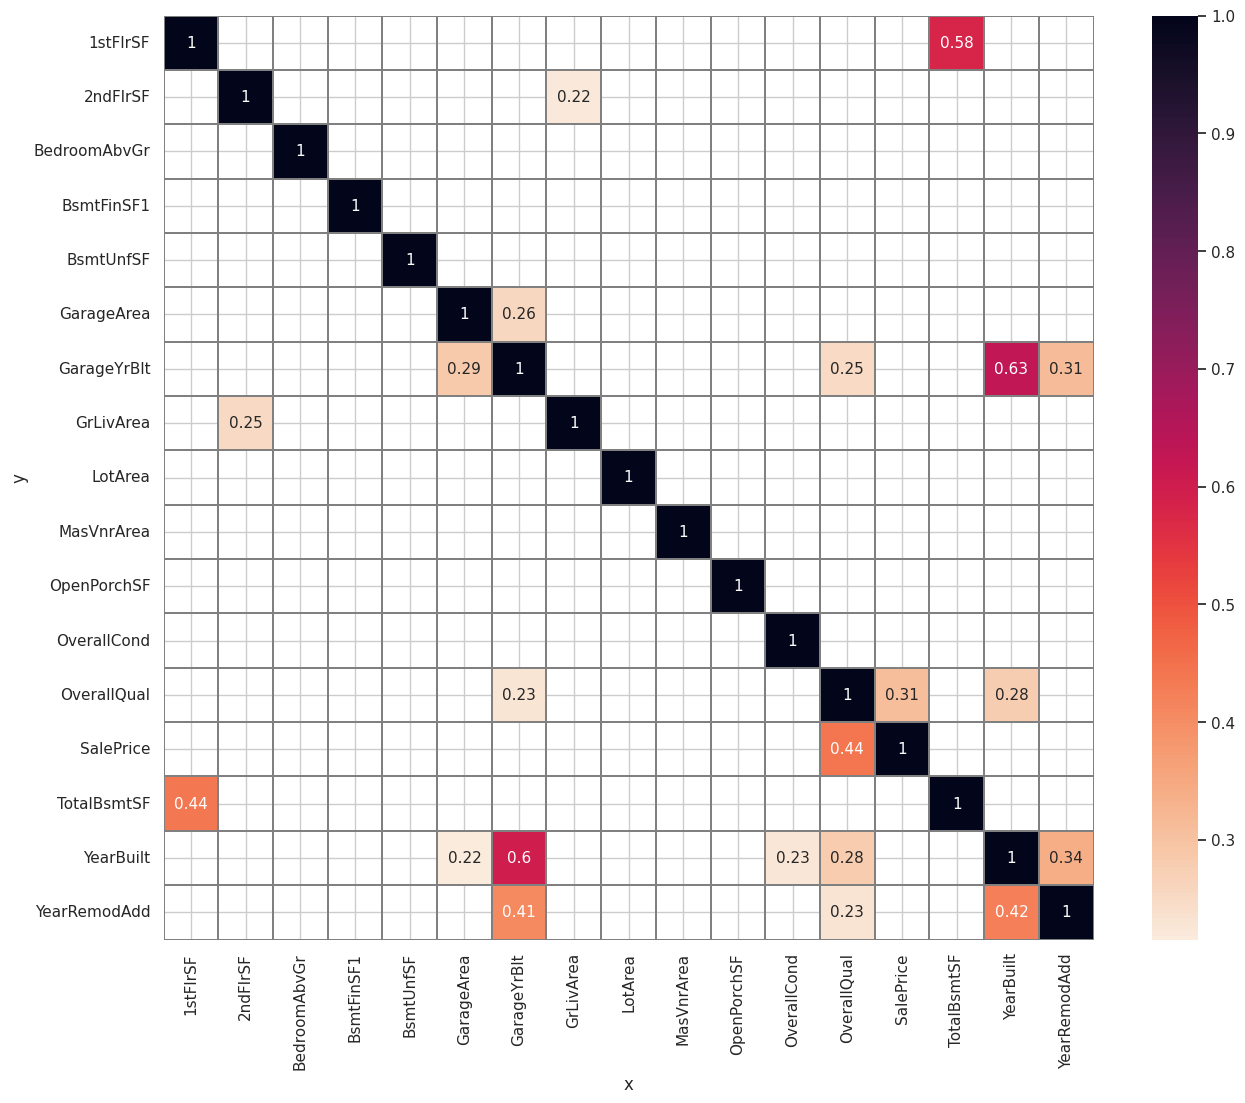 1stFlrSF 1 0.58
2ndFlrSF 1 0.22
BedroomAbvGr 1
BsmtFinSF1 1
BsmtUnfSF 1
GarageArea 1 0.26
GarageYrBlt 0.29 1 0.25 0.63 0.31
GrLivArea 0.25 1
LotArea 1
MasVnrArea 1
OpenPorchSF 1
OverallCond 1
OverallQual 0.23 1 0.31 0.28
SalePrice 0.44 1
TotalBsmtSF 0.44 1
YearBuilt 0.22 0.6 0.23 0.28 1 0.34
YearRemodAdd 0.41 0.23 0.42 1
y
1stFlrSF
2ndFlrSF
BedroomAbvGr
BsmtFinSF1
BsmtUnfSF
GarageArea
GarageYrBlt
GrLivArea
LotArea
MasVnrArea
OpenPorchSF
OverallCond
OverallQual
SalePrice
TotalBsmtSF
YearBuilt
YearRemodAdd
x
1.0
0.9
0.8
0.7
0.6
0.5
0.4
0.3